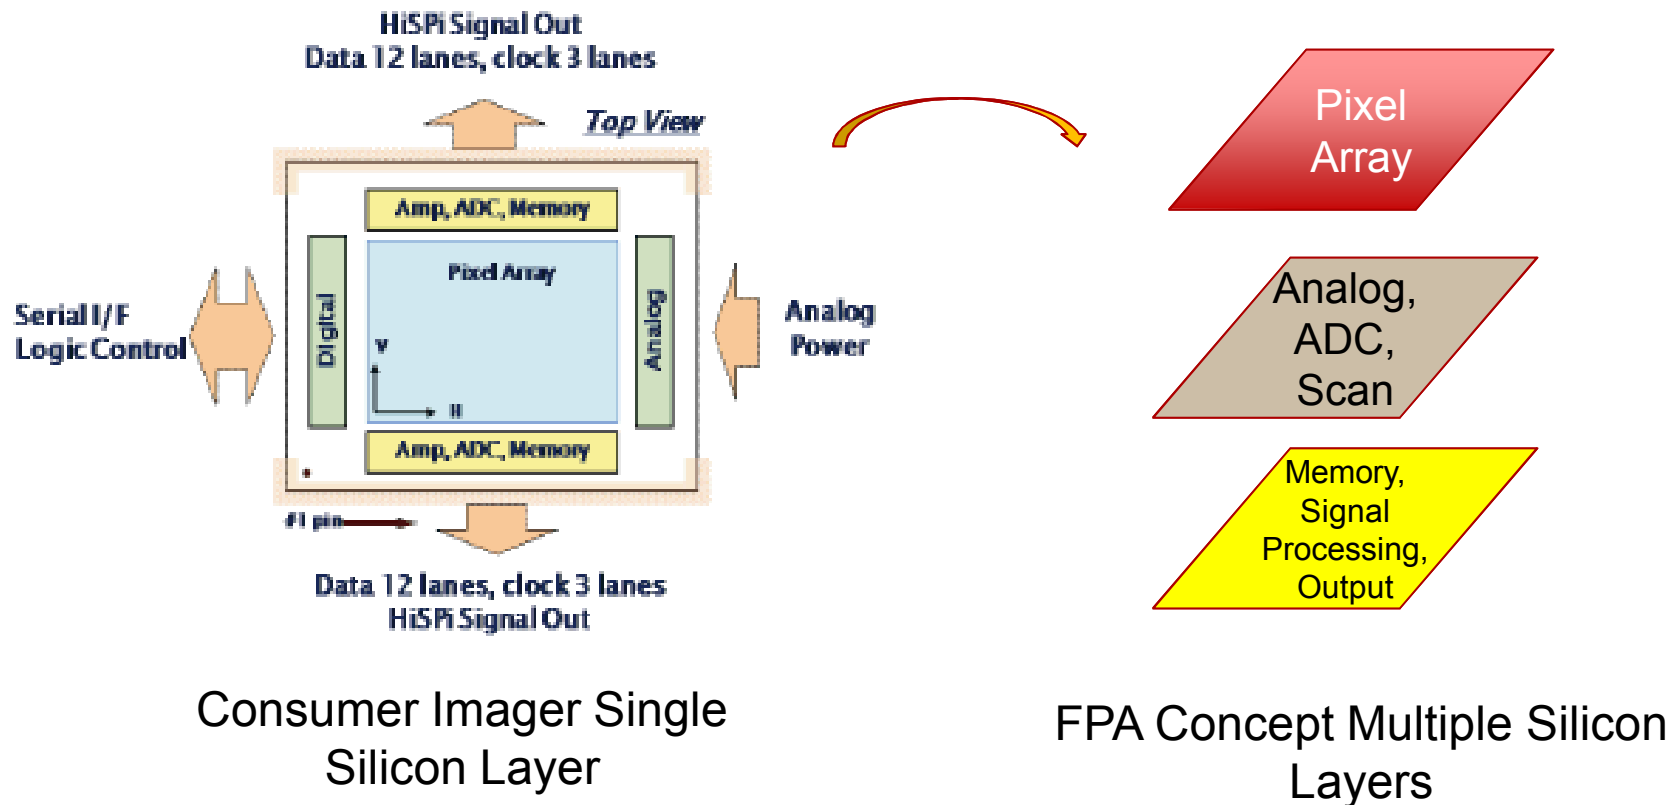 HiSPi Signal Out
Data 12 lanes, clock 3 lanes
Top View
Amp, ADC, Memory
Pixel Array
Digital
Analog
V
H
Amp, ADC, Memory
Serial I/F
Logic Control
Analog
Power
#1 pin
Data 12 lanes, clock 3 lanes
HiSPi Signal Out
Consumer Imager Single
Silicon Layer
Pixel
Array
Analog,
ADC,
Scan
Memory,
Signal
Processing,
Output
FPA Concept Multiple Silicon
Layers